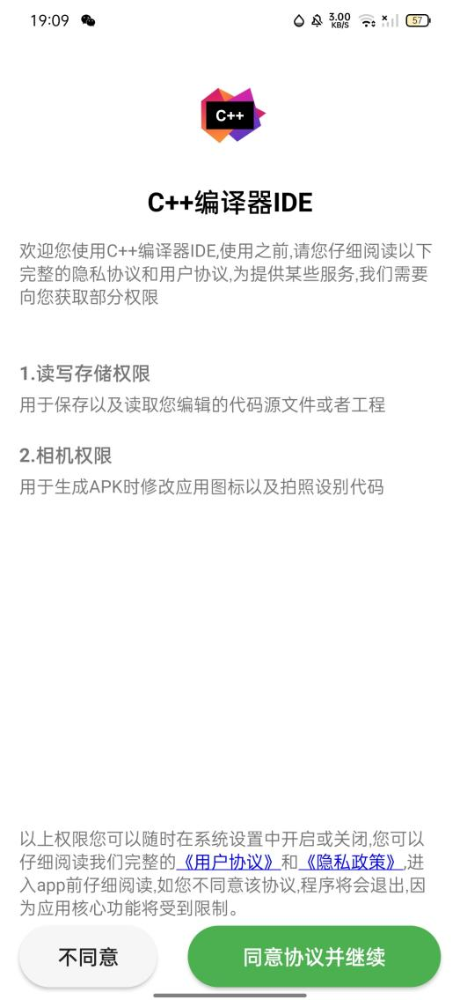 19:09
3.00
KB/S
57
C++
C++编译器IDE
欢迎您使用C++编译器IDE,使用之前,请您仔细阅读以下
完整的隐私协议和用户协议,为提供某些服务,我们需要
向您获取部分权限
1.读写存储权限
用于保存以及读取您编辑的代码源文件或者工程
2.相机权限
用于生成APK时修改应用图标以及拍照设别代码
以上权限您可以随时在系统设置中开启或关闭,您可以
仔细阅读我们完整的《用户协议》和《隐私政策》,进
入app前仔细阅读,如您不同意该协议,程序将会退出,因
为应用核心功能将受到限制。
不同意
同意协议并继续